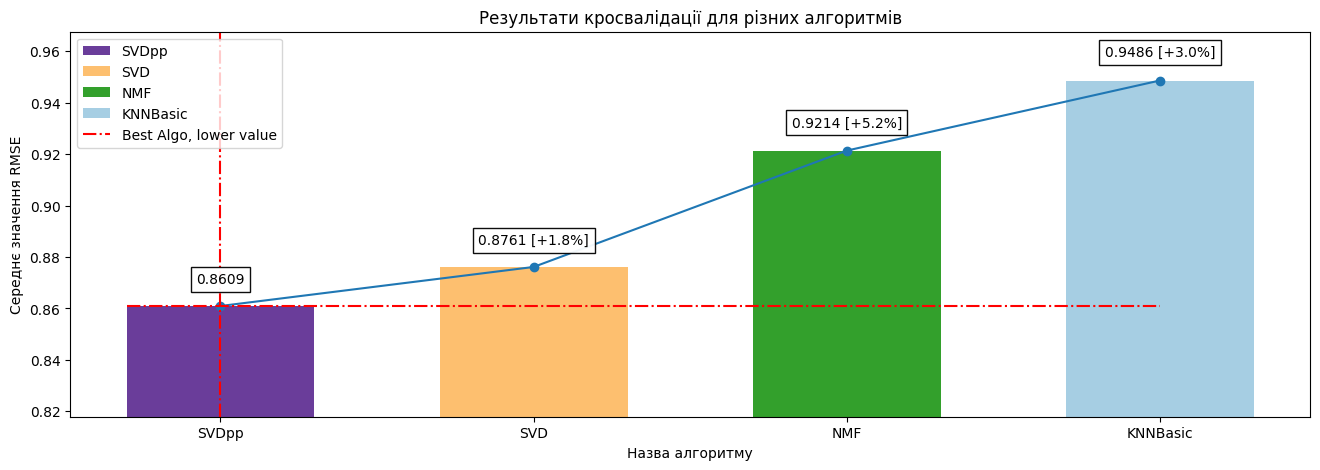 Результати кросвалідації для різних алгоритмів
Середнє значення RMSE
0.96
0.94
0.92
0.90
0.88
0.86
0.84
0.82
SVDpp
SVD
NMF
KNNBasic
Best Algo, lower value
0.8609
0.8761 [+1.8%]
0.9214 [+5.2%]
0.9486 [+3.0%]
SVDpp
SVD
NMF
KNNBasic
Назва алгоритму